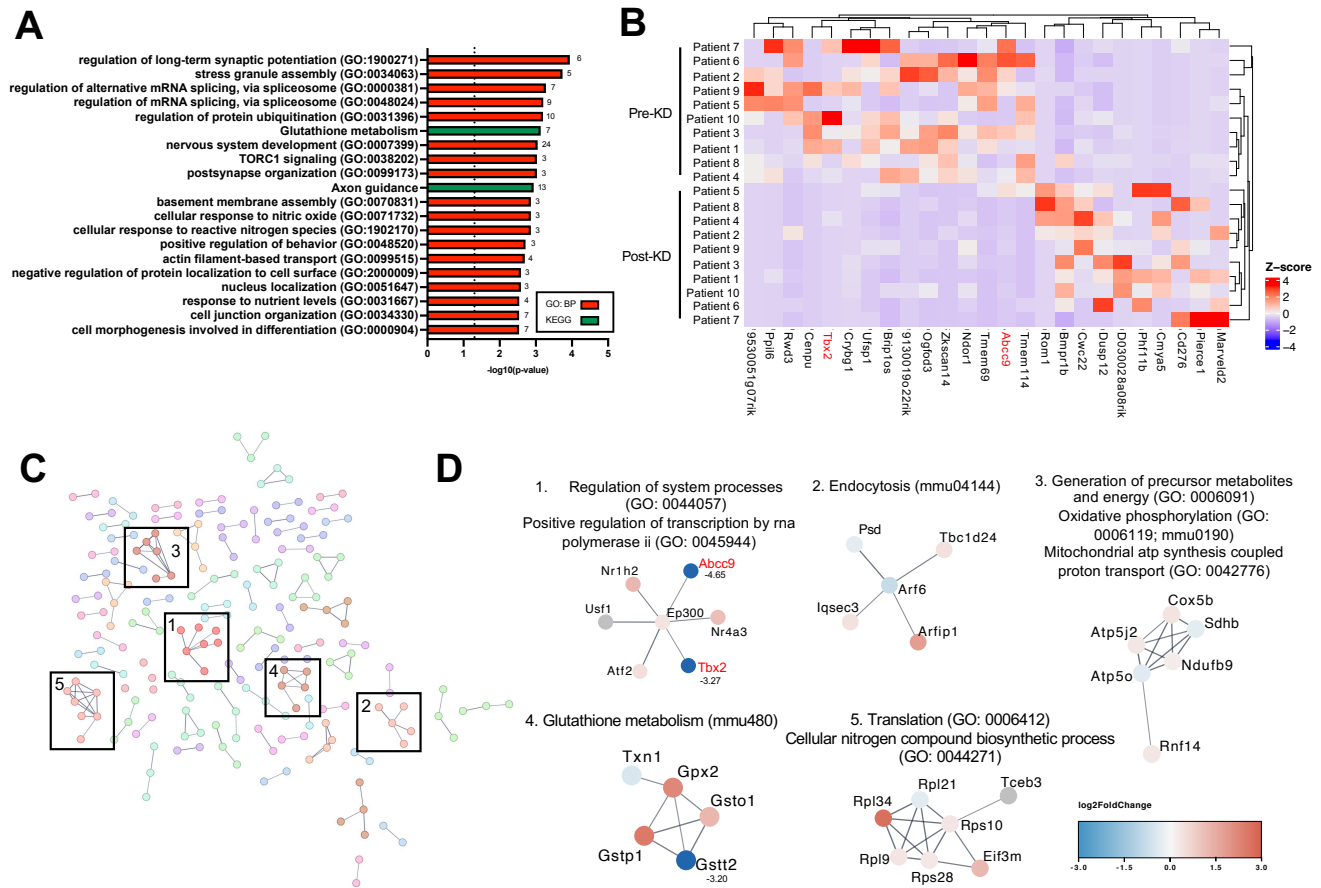 A
regulation of long-term synaptic potentiation (GO:1900271)
6
stress granule assembly (GO:0034063)
5
regulation of alternative mRNA splicing, via spliceosome (GO:0000381)
7
regulation of mRNA splicing, via spliceosome (GO:0048024)
9
regulation of protein ubiquitination (GO:0031396)
10
Glutathione metabolism
7
nervous system development (GO:0007399)
24
TORC1 signaling (GO:0038202)
3
postsynapse organization (GO:0099173)
3
Axon guidance
13
basement membrane assembly (GO:0070831)
3
cellular response to nitric oxide (GO:0071732)
3
cellular response to reactive nitrogen species (GO:1902170)
3
positive regulation of behavior (GO:0048520)
3
actin filament-based transport (GO:0099515)
4
negative regulation of protein localization to cell surface (GO:2000009)
3
nucleus localization (GO:0051647)
3
response to nutrient levels (GO:0031667)
4
cell junction organization (GO:0034330)
7
cell morphogenesis involved in differentiation (GO:0000904)
7
GO: BP
KEGG
0 1 2 3 4 5
-log10(p-value)
B
Pre-KD
Patient 7
Patient 6
Patient 2
Patient 9
Patient 5
Patient 10
Patient 3
Patient 1
Patient 8
Patient 4
Post-KD
Patient 5
Patient 8
Patient 4
Patient 2
Patient 9
Patient 3
Patient 1
Patient 10
Patient 6
Patient 7
9530051g07rik
Ppil6
Rwd3
Cenpu
Tbx2
Crybg1
Ufsp1
Brip1os
9130019o22rik
Ogfod3
Zkscan14
Ndor1
Tmem69
Abcc9
Tmem114
Rom1
Bmpr1b
Cwc22
Dusp12
D030028a08rik
Phf11b
Cmya5
Cd276
Pierce1
Marveld2
Z-score
4
2
0
−2
−4
C
3
1
4
5
2
D
1. Regulation of system processes
(GO: 0044057)
Positive regulation of transcription by rna
polymerase ii (GO: 0045944)
Abcc9
-4.65
Nr1h2
Usf1
Ep300
Nr4a3
Atf2
Tbx2
-3.27
2. Endocytosis (mmu04144)
Psd
Tbc1d24
Arf6
Iqsec3
Arfip1
3. Generation of precursor metabolites
and energy (GO: 0006091)
Oxidative phosphorylation (GO:
0006119; mmu0190)
Mitochondrial atp synthesis coupled
proton transport (GO: 0042776)
Cox5b
Sdhb
Atp5j2
Ndufb9
Atp5o
Rnf14
4. Glutathione metabolism (mmu480)
Txn1
Gpx2
Gsto1
Gstp1
Gstt2
-3.20
5. Translation (GO: 0006412)
Cellular nitrogen compound biosynthetic process
(GO: 0044271)
Rpl21
Tceb3
Rpl34
Rps10
Rpl9
Rps28
Eif3m
log2FoldChange
-3.0 -1.5 0.0 1.5 3.0